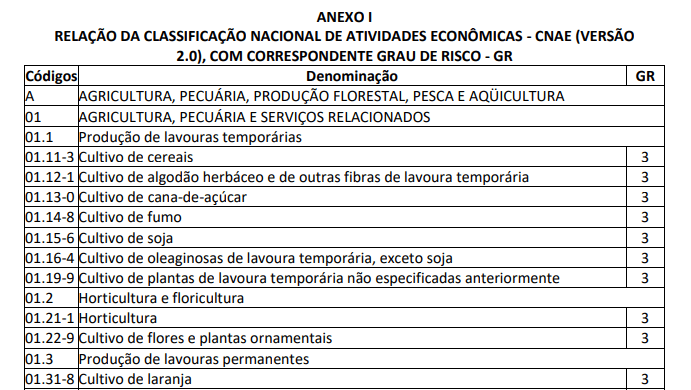 ANEXO I
RELAÇÃO DA CLASSIFICAÇÃO NACIONAL DE ATIVIDADES ECONÔMICAS - CNAE (VERSÃO
2.0), COM CORRESPONDENTE GRAU DE RISCO - GR
Códigos Denominação GR
A AGRICULTURA, PECUÁRIA, PRODUÇÃO FLORESTAL, PESCA E AQÜICULTURA
01 AGRICULTURA, PECUÁRIA E SERVIÇOS RELACIONADOS
01.1 Produção de lavouras temporárias
01.11-3 Cultivo de cereais 3
01.12-1 Cultivo de algodão herbáceo e de outras fibras de lavoura temporária 3
01.13-0 Cultivo de cana-de-açúcar 3
01.14-8 Cultivo de fumo 3
01.15-6 Cultivo de soja 3
01.16-4 Cultivo de oleaginosas de lavoura temporária, exceto soja 3
01.19-9 Cultivo de plantas de lavoura temporária não especificadas anteriormente 3
01.2 Horticultura e floricultura
01.21-1 Horticultura 3
01.22-9 Cultivo de flores e plantas ornamentais 3
01.3 Produção de lavouras permanentes
01.31-8 Cultivo de laranja 3